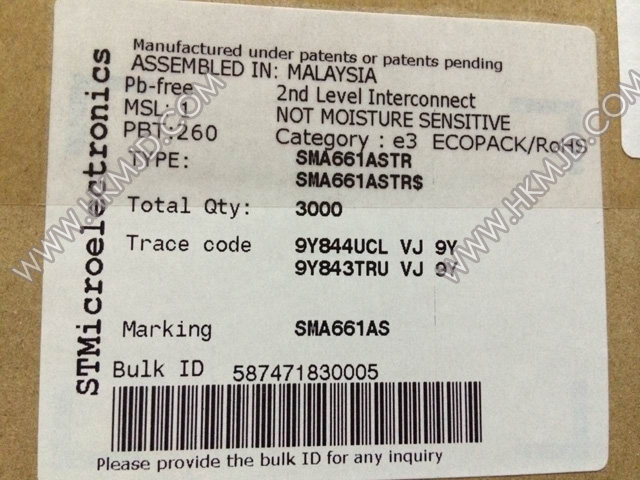 STMicroelectronics
Manufactured under patents or patents pending
ASSEMBLED IN: MALAYSIA
Pb-free 2nd Level Interconnect
MSL: 1 NOT MOISTURE SENSITIVE
PBT:260 Category : e3 ECOPACK/RoHS
TYPE: SMA661ASTR
SMA661ASTR$
Total Qty: 3000
Trace code 9Y844UCL VJ 9Y
9Y843TRU VJ 9Y
Marking SMA661AS
Bulk ID 587471830005
Please provide the bulk ID for any inquiry
WWW.HKMJD.COM
WWW.HKMJD.COM